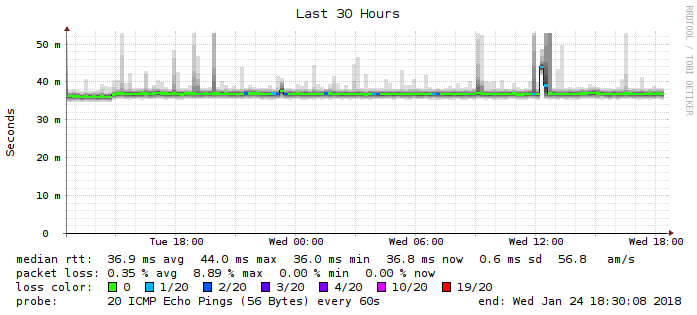 Last 30 Hours
RRDTOOL / TOBI OETIKER
Seconds
50 m
40 m
30 m
20 m
10 m
0
Tue 18:00 Wed 00:00 Wed 06:00 Wed 12:00 Wed 18:00
median rtt: 36.9 ms avg 44.0 ms max 36.0 ms min 36.8 ms now 0.6 ms sd 56.8 am/s
packet loss: 0.35 % avg 8.89 % max 0.00 % min 0.00 % now
loss color: 0 1/20 2/20 3/20 4/20 10/20 19/20
probe: 20 ICMP Echo Pings (56 Bytes) every 60s end: Wed Jan 24 18:30:08 2018